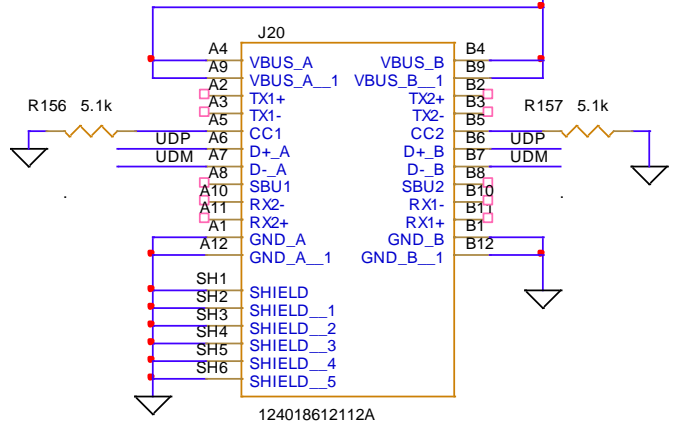 J20
A4 VBUS_A VBUS_B B4
A9 VBUS_A__1 VBUS_B__1 B9
A2 TX1+ TX2+ B2
A3 TX1- TX2- B3
R156 5.1k A5 CC1 CC2 B5 R157 5.1k
UDP A6 D+_A D+_B B6 UDP
UDM A7 D-_A D-_B B7 UDM
A8 SBU1 SBU2 B8
A10 RX2- RX1- B10
A11 RX2+ RX1+ B11
A1 GND_A GND_B B1
A12 GND_A__1 GND_B__1 B12
SH1 SHIELD
SH2 SHIELD__1
SH3 SHIELD__2
SH4 SHIELD__3
SH5 SHIELD__4
SH6 SHIELD__5
124018612112A